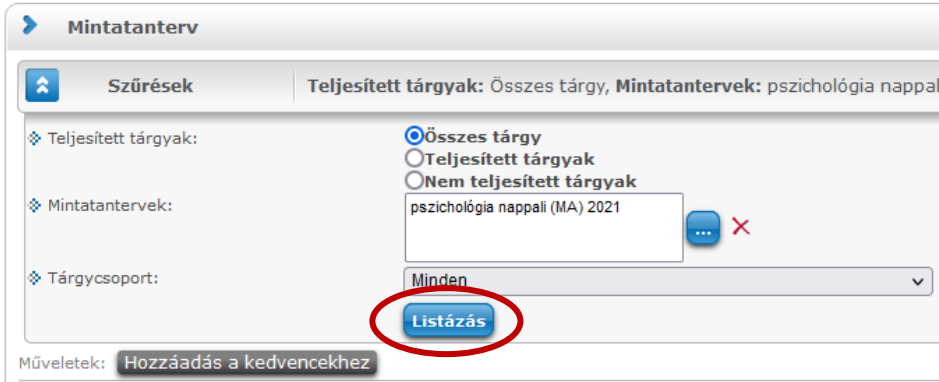 Mintatanterv
Szűrések Teljesített tárgyak: Összes tárgy, Mintatantervek: pszichológia nappal
Teljesített tárgyak:
Összes tárgy
Teljesített tárgyak
Nem teljesített tárgyak
Mintatantervek:
pszichológia nappali (MA) 2021
...
Tárgycsoport:
Minden
Listázás
Műveletek: Hozzáadás a kedvencekhez